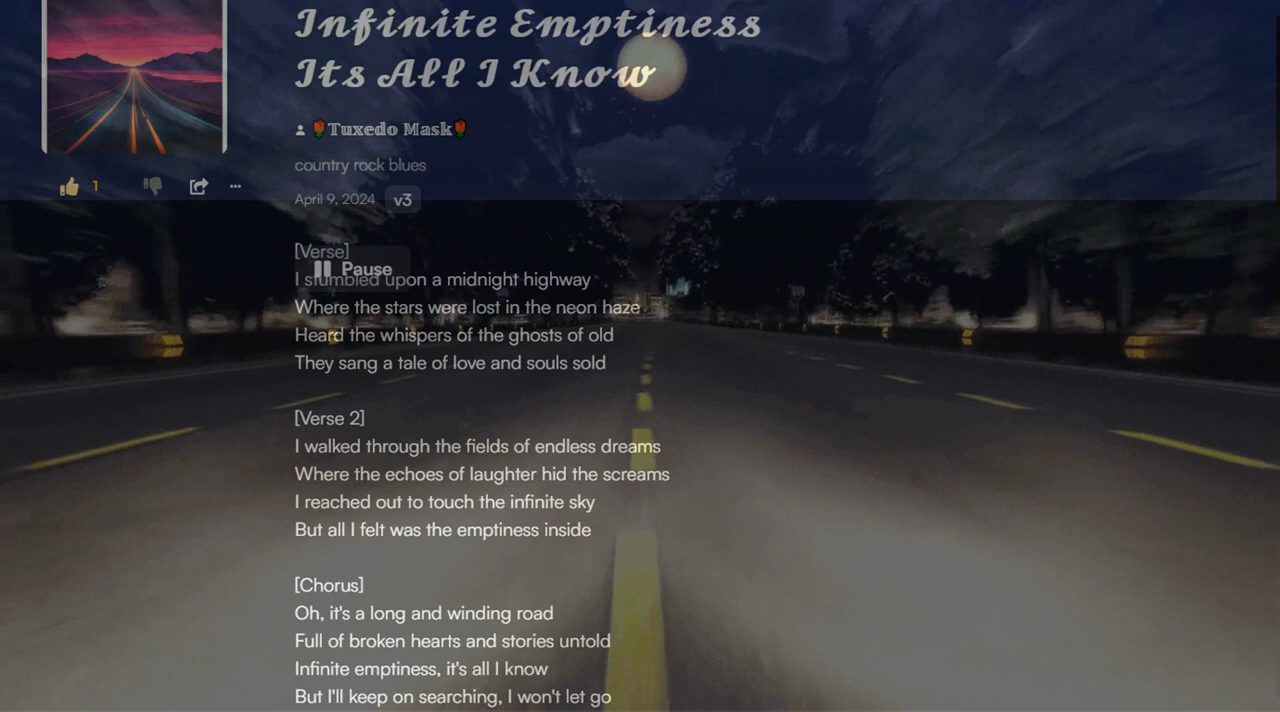 Infinite Emptiness
Its All I Know
🌹Tuxedo Mask🌹
1
country rock blues
April 9, 2024 v3
[Verse]
Pause
I stumbled upon a midnight highway
Where the stars were lost in the neon haze
Heard the whispers of the ghosts of old
They sang a tale of love and souls sold
[Verse 2]
I walked through the fields of endless dreams
Where the echoes of laughter hid the screams
I reached out to touch the infinite sky
But all I felt was the emptiness inside
[Chorus]
Oh, it's a long and winding road
Full of broken hearts and stories untold
Infinite emptiness, it's all I know
But I'll keep on searching, I won't let go